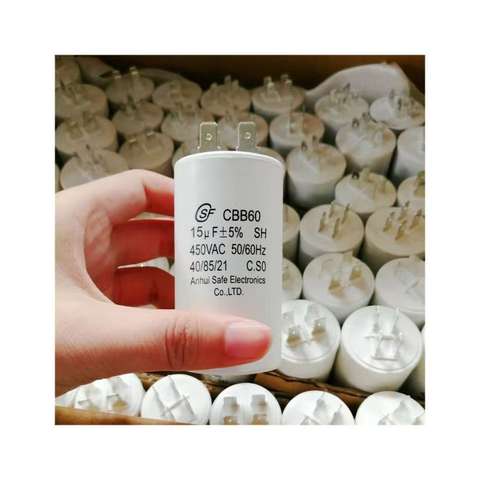 SF CBB60
15μF±5% SH
450VAC 50/60Hz
40/85/21 C.S0
Anhui Safe Electronics
Co.,LTD.